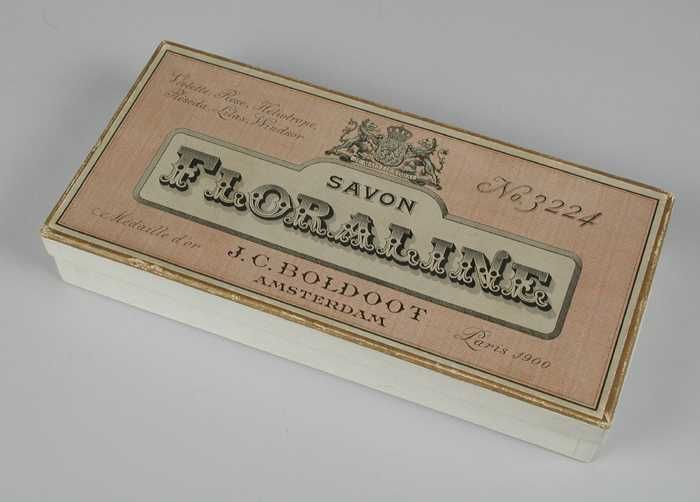 Violette, Rose, Héliotrope,
Réséda, Lilas, Windsor
No. 3224
SAVON
FLORALINE
Médaille d'or
J.C. BOLDOOT
AMSTERDAM
Paris 1900